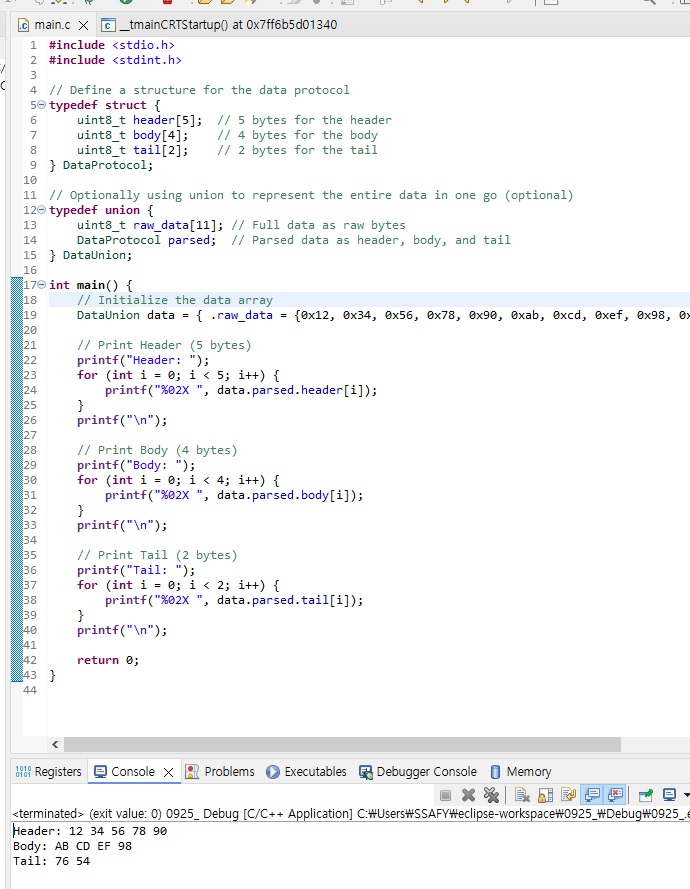 main.c
__tmainCRTStartup() at 0x7ff6b5d01340
1 #include <stdio.h>
2 #include <stdint.h>
3
4 // Define a structure for the data protocol
5 typedef struct {
6     uint8_t header[5];  // 5 bytes for the header
7     uint8_t body[4];    // 4 bytes for the body
8     uint8_t tail[2];    // 2 bytes for the tail
9 } DataProtocol;
10
11 // Optionally using union to represent the entire data in one go (optional)
12 typedef union {
13     uint8_t raw_data[11]; // Full data as raw bytes
14     DataProtocol parsed;  // Parsed data as header, body, and tail
15 } DataUnion;
16
17 int main() {
18     // Initialize the data array
19     DataUnion data = { .raw_data = {0x12, 0x34, 0x56, 0x78, 0x90, 0xab, 0xcd, 0xef, 0x98, 0x
20
21     // Print Header (5 bytes)
22     printf("Header: ");
23     for (int i = 0; i < 5; i++) {
24         printf("%02X ", data.parsed.header[i]);
25     }
26     printf("\n");
27
28     // Print Body (4 bytes)
29     printf("Body: ");
30     for (int i = 0; i < 4; i++) {
31         printf("%02X ", data.parsed.body[i]);
32     }
33     printf("\n");
34
35     // Print Tail (2 bytes)
36     printf("Tail: ");
37     for (int i = 0; i < 2; i++) {
38         printf("%02X ", data.parsed.tail[i]);
39     }
40     printf("\n");
41
42     return 0;
43 }
44
Registers Console Problems Executables Debugger Console Memory
<terminated> (exit value: 0) 0925_ Debug [C/C++ Application] C:₩Users₩SSAFY₩eclipse-workspace₩0925_₩Debug₩0925_.e
Header: 12 34 56 78 90
Body: AB CD EF 98
Tail: 76 54